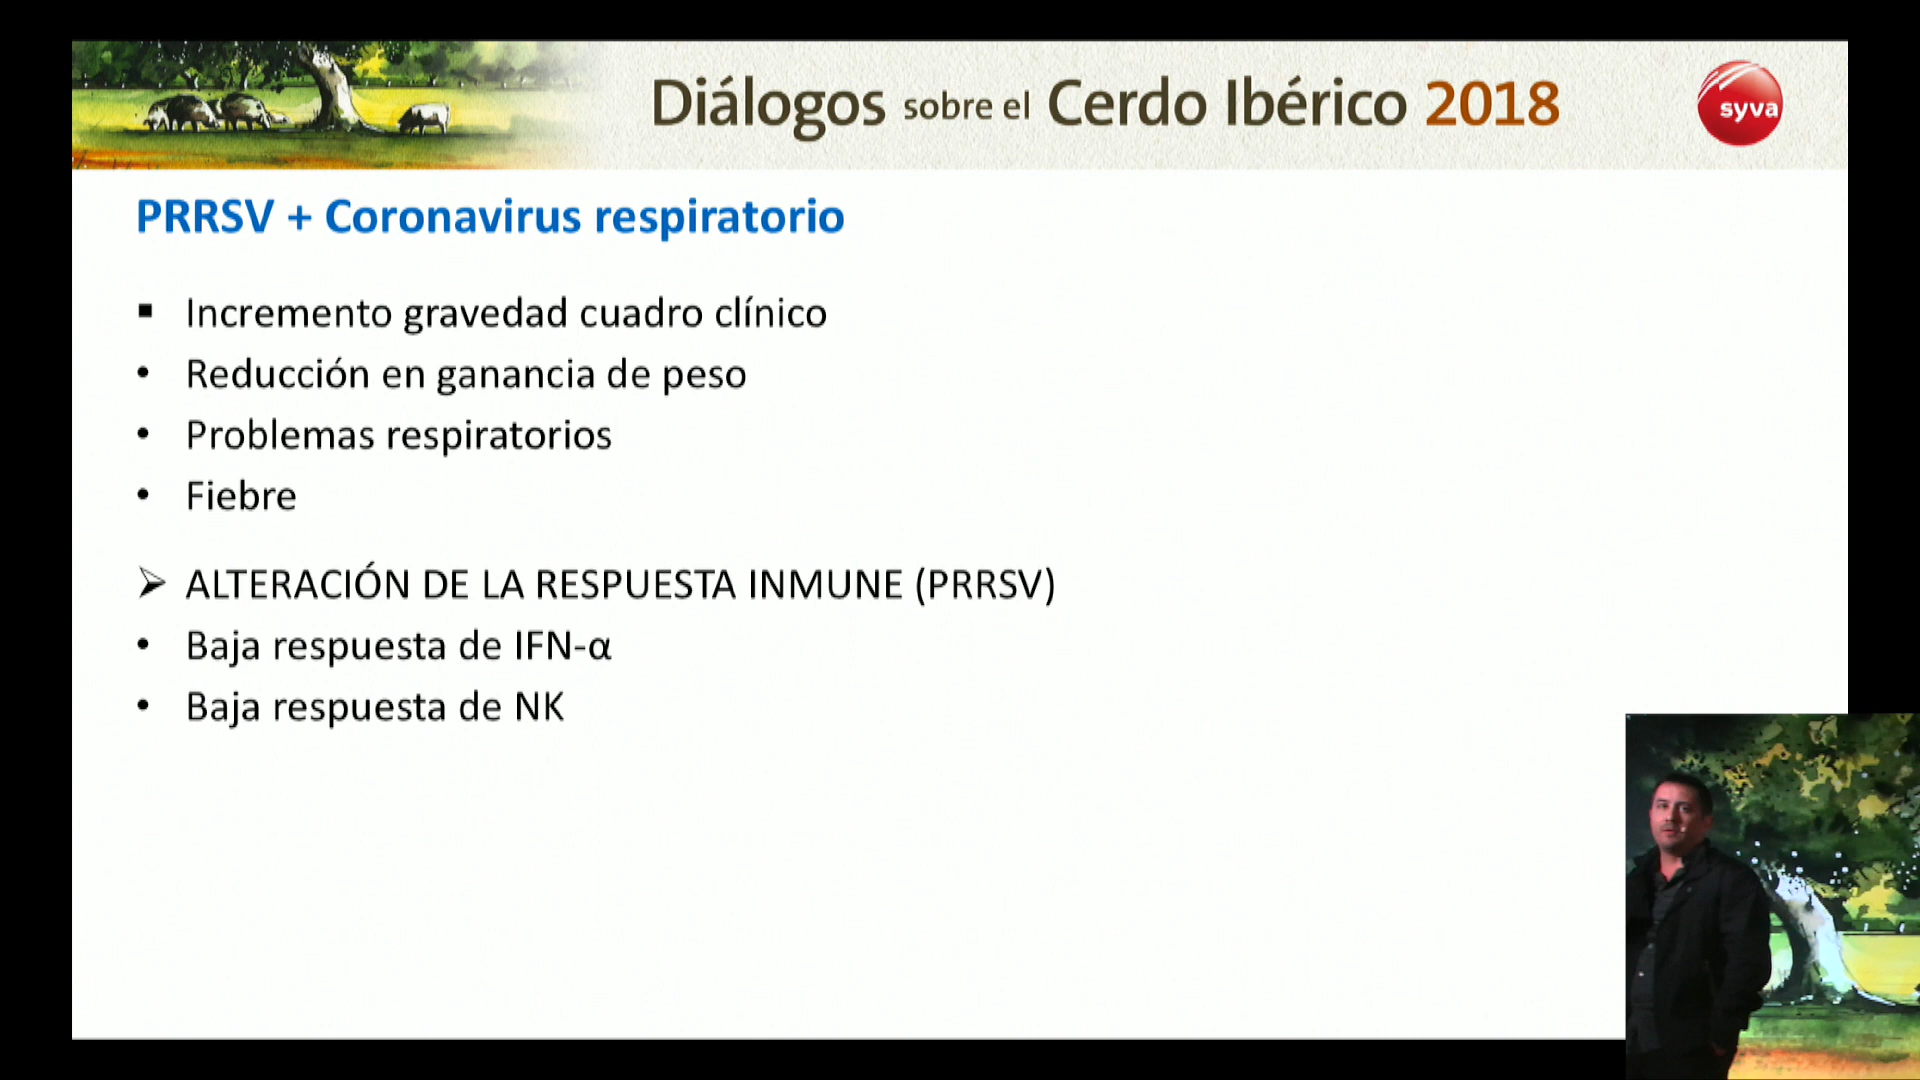 Diálogos sobre el Cerdo Ibérico 2018
syva
PRRSV + Coronavirus respiratorio
▪ Incremento gravedad cuadro clínico
• Reducción en ganancia de peso
• Problemas respiratorios
• Fiebre
➢ ALTERACIÓN DE LA RESPUESTA INMUNE (PRRSV)
• Baja respuesta de IFN-α
• Baja respuesta de NK